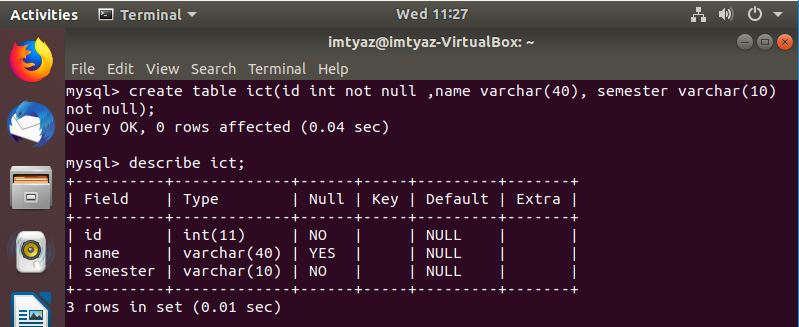 Activities Terminal Wed 11:27
imtyaz@imtyaz-VirtualBox: ~
File Edit View Search Terminal Help
mysql> create table ict(id int not null ,name varchar(40), semester varchar(10)
not null);
Query OK, 0 rows affected (0.04 sec)

mysql> describe ict;
+----------+-------------+------+-----+---------+-------+
| Field    | Type        | Null | Key | Default | Extra |
+----------+-------------+------+-----+---------+-------+
| id       | int(11)     | NO   |     | NULL    |       |
| name     | varchar(40) | YES  |     | NULL    |       |
| semester | varchar(10) | NO   |     | NULL    |       |
+----------+-------------+------+-----+---------+-------+
3 rows in set (0.01 sec)